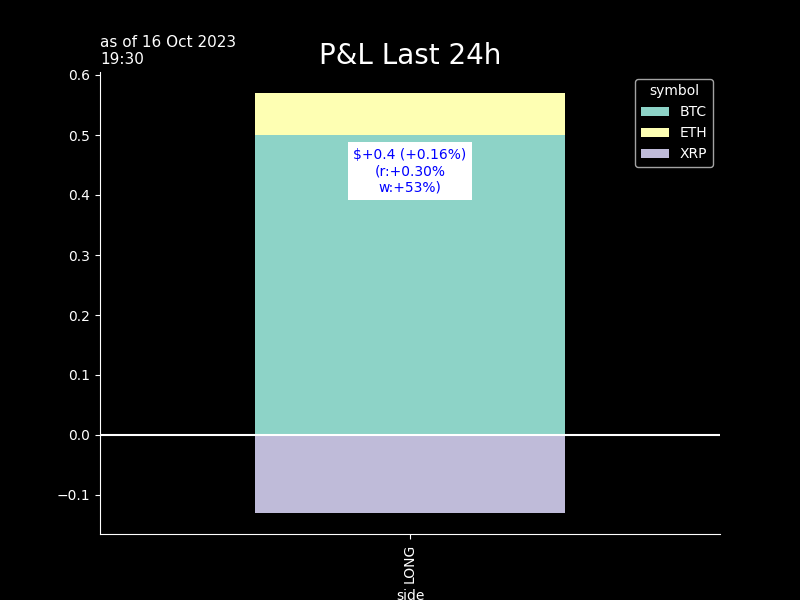 as of 16 Oct 2023
19:30
P&L Last 24h
symbol
BTC
ETH
XRP
0.6
0.5
0.4
0.3
0.2
0.1
0.0
−0.1
$+0.4 (+0.16%)
(r:+0.30%
w:+53%)
LONG
side